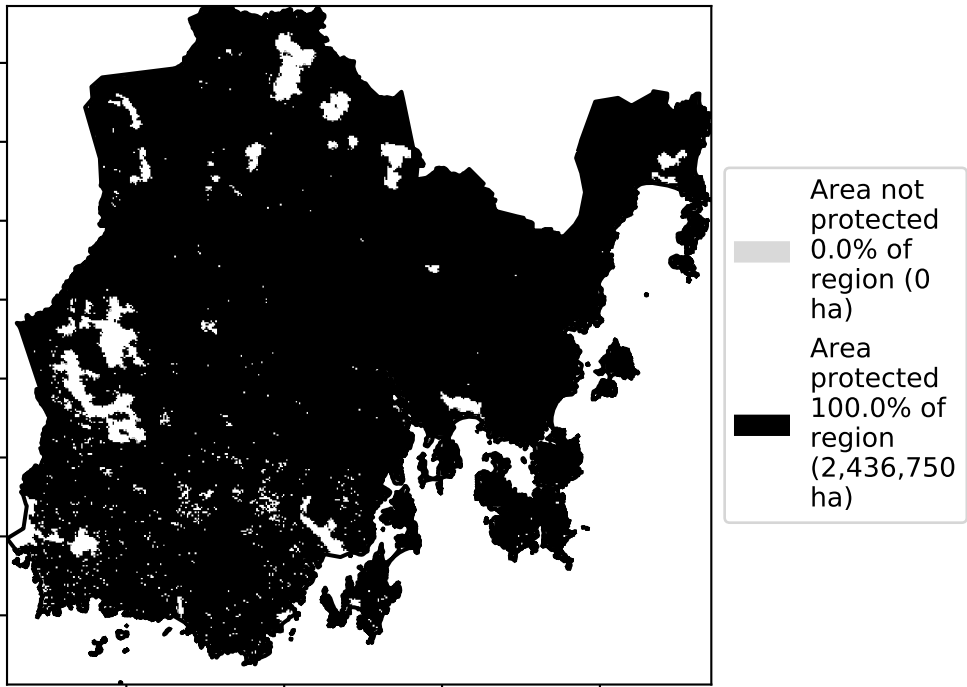 Area not
protected
0.0% of
region (0
ha)
Area
protected
100.0% of
region
(2,436,750
ha)